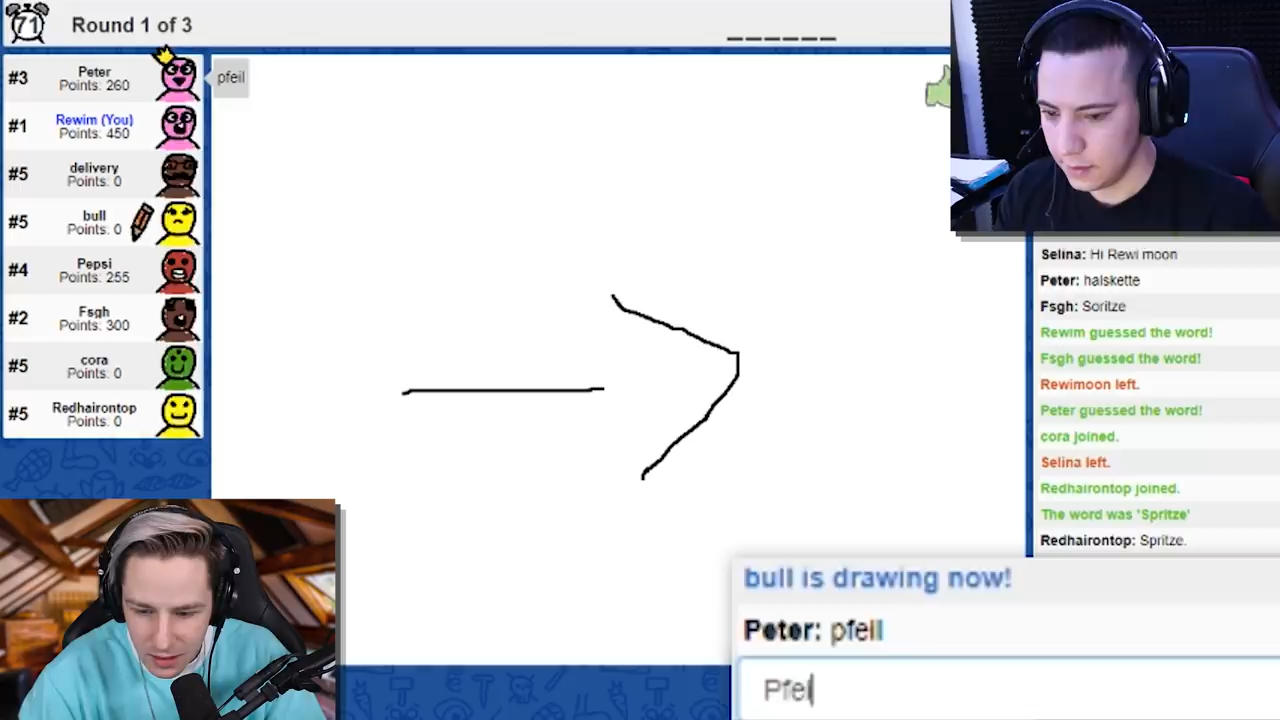 71
Round 1 of 3
______
#3 Peter
Points: 260
pfeil
#1 Rewim (You)
Points: 450
#5 delivery
Points: 0
#5 bull
Points: 0
#4 Pepsi
Points: 255
#2 Fsgh
Points: 300
#5 cora
Points: 0
#5 Redhairontop
Points: 0
Selina: Hi Rewi moon
Peter: halskette
Fsgh: Soritze
Rewim guessed the word!
Fsgh guessed the word!
Rewimoon left.
Peter guessed the word!
cora joined.
Selina left.
Redhairontop joined.
The word was 'Spritze'
Redhairontop: Spritze.
bull is drawing now!
Peter: pfeil
Pfei